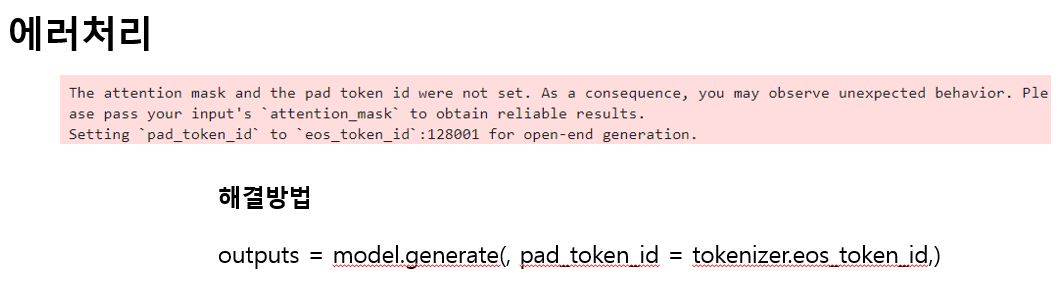 에러처리
The attention mask and the pad token id were not set. As a consequence, you may observe unexpected behavior. Ple
ase pass your input's `attention_mask` to obtain reliable results.
Setting `pad_token_id` to `eos_token_id`:128001 for open-end generation.
해결방법
outputs = model.generate(, pad_token_id = tokenizer.eos_token_id,)